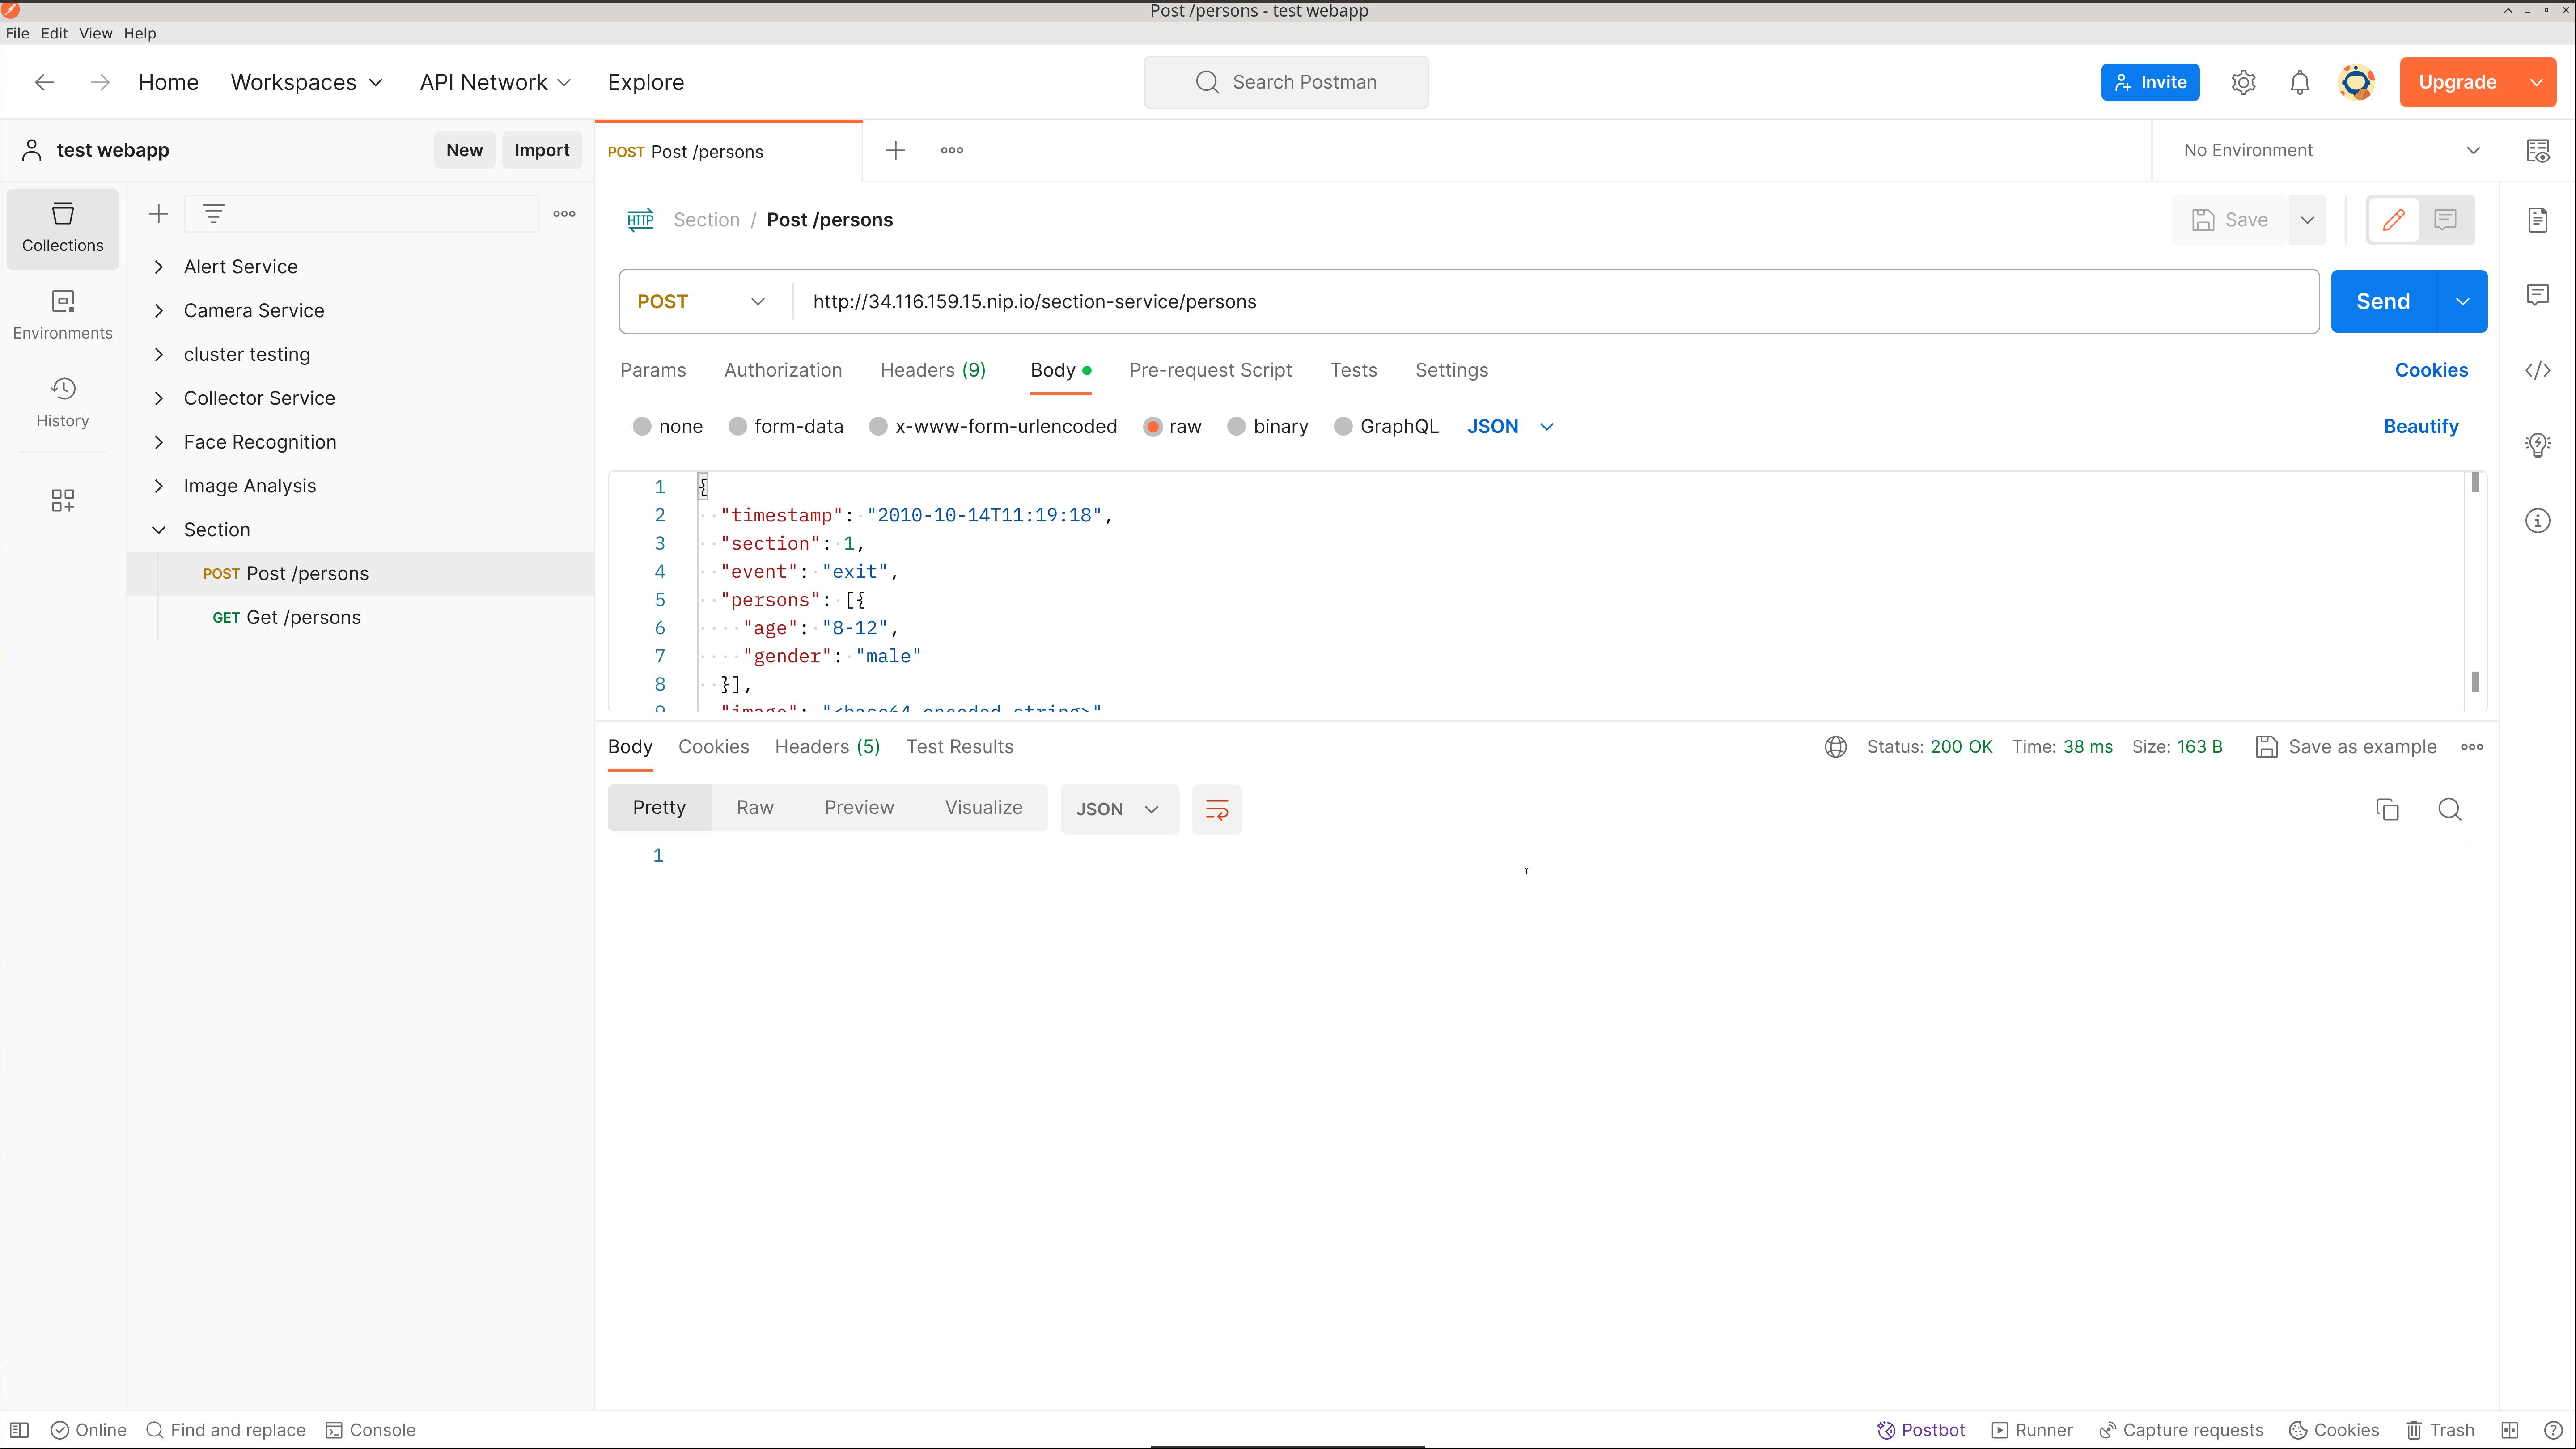 Post /persons - test webapp
File Edit View Help
Home Workspaces API Network Explore
Search Postman
Invite
Upgrade
test webapp
New Import
POST Post /persons
No Environment
Collections
Environments
History
Alert Service
Camera Service
cluster testing
Collector Service
Face Recognition
Image Analysis
Section
POST Post /persons
GET Get /persons
HTTP Section / Post /persons
Save
POST http://34.116.159.15.nip.io/section-service/persons
Send
Params Authorization Headers (9) Body Pre-request Script Tests Settings
Cookies
none form-data x-www-form-urlencoded raw binary GraphQL JSON
Beautify
1 {
2 "timestamp": "2010-10-14T11:19:18",
3 "section": 1,
4 "event": "exit",
5 "persons": [{
6 "age": "8-12",
7 "gender": "male"
8 }],
9 "image": "<base64 encoded string>"
Body Cookies Headers (5) Test Results
Status: 200 OK Time: 38 ms Size: 163 B Save as example
Pretty Raw Preview Visualize JSON
1
Online Find and replace Console
Postbot Runner Capture requests Cookies Trash